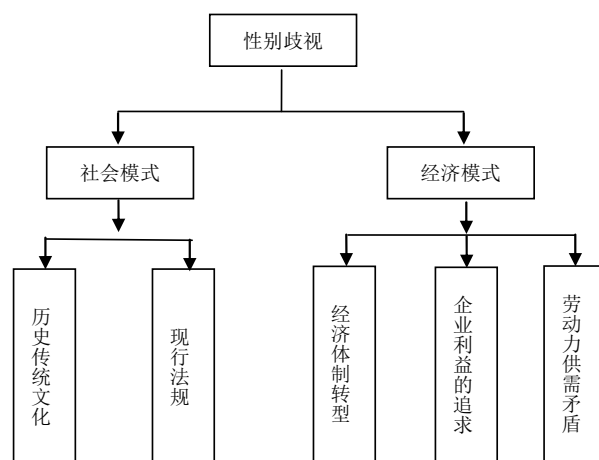 性别歧视
社会模式
经济模式
历史传统文化
现行法规
经济体制转型
企业利益的追求
劳动力供需矛盾